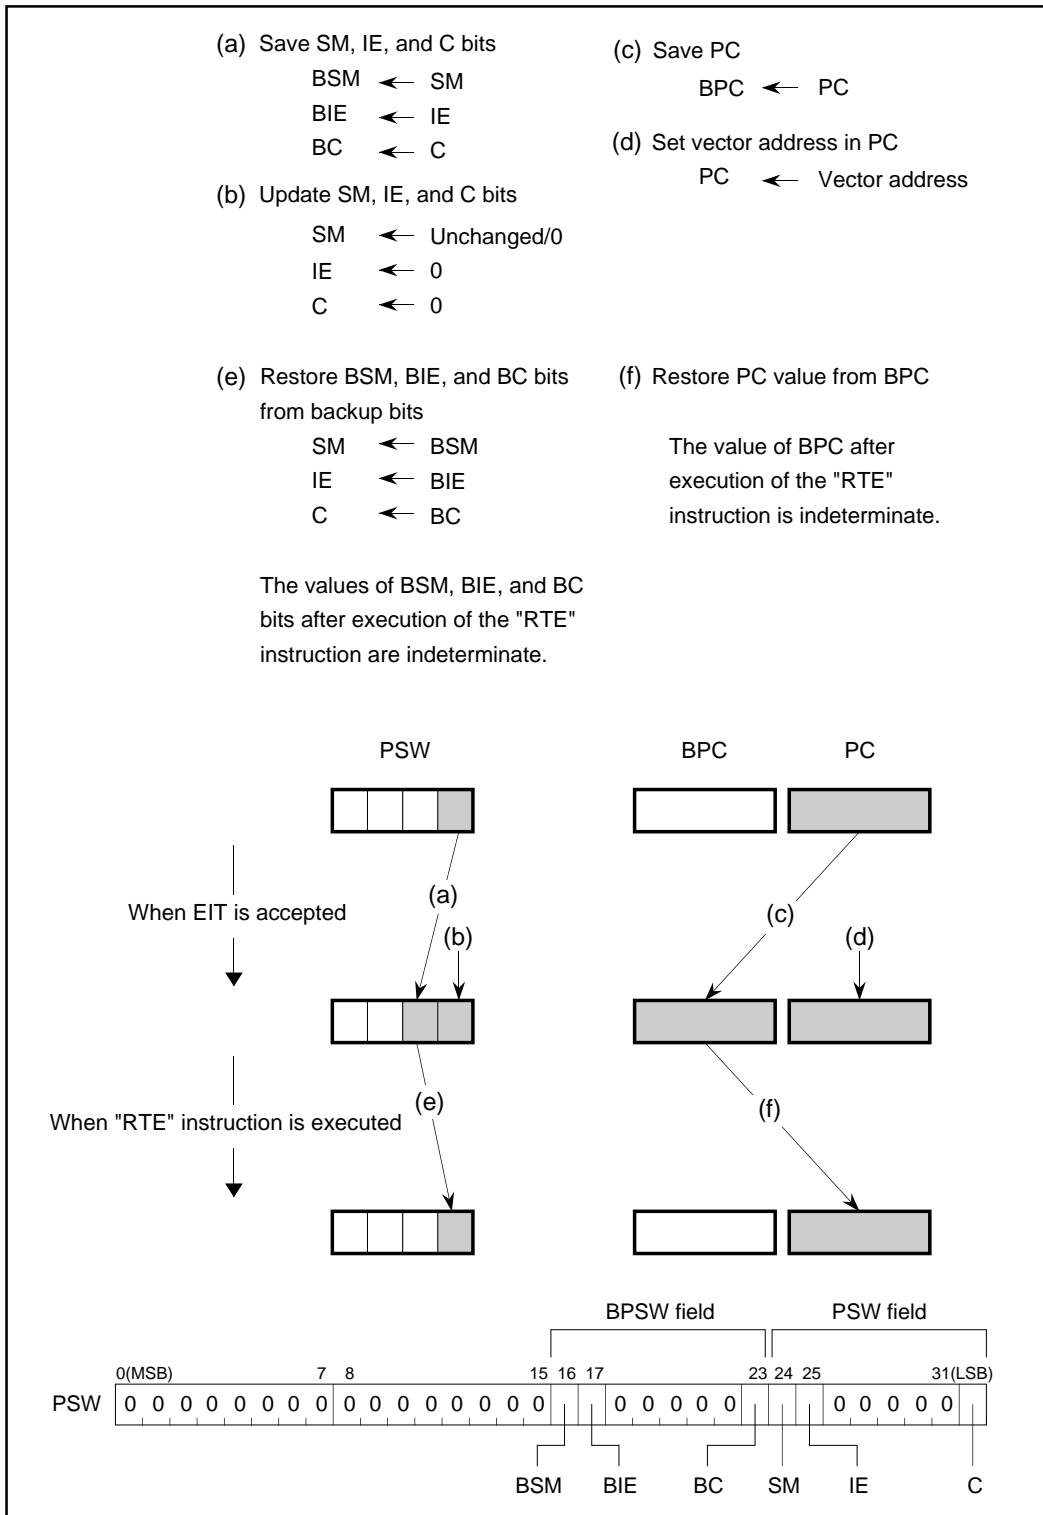 (a) Save SM, IE, and C bits
BSM ← SM
BIE ← IE
BC ← C
(b) Update SM, IE, and C bits
SM ← Unchanged/0
IE ← 0
C ← 0
(c) Save PC
BPC ← PC
(d) Set vector address in PC
PC ← Vector address
(e) Restore BSM, BIE, and BC bits
from backup bits
SM ← BSM
IE ← BIE
C ← BC
The values of BSM, BIE, and BC
bits after execution of the "RTE"
instruction are indeterminate.
(f) Restore PC value from BPC
The value of BPC after
execution of the "RTE"
instruction is indeterminate.
PSW BPC PC
(a)
When EIT is accepted
(b)
(c)
(d)
(e)
When "RTE" instruction is executed
(f)
BPSW field PSW field
0(MSB) 7 8 15 16 17 23 24 25 31(LSB)
PSW 0 0 0 0 0 0 0 0 0 0 0 0 0 0 0 0 0 0 0 0 0 0 0 0 0 0
BSM BIE BC SM IE C